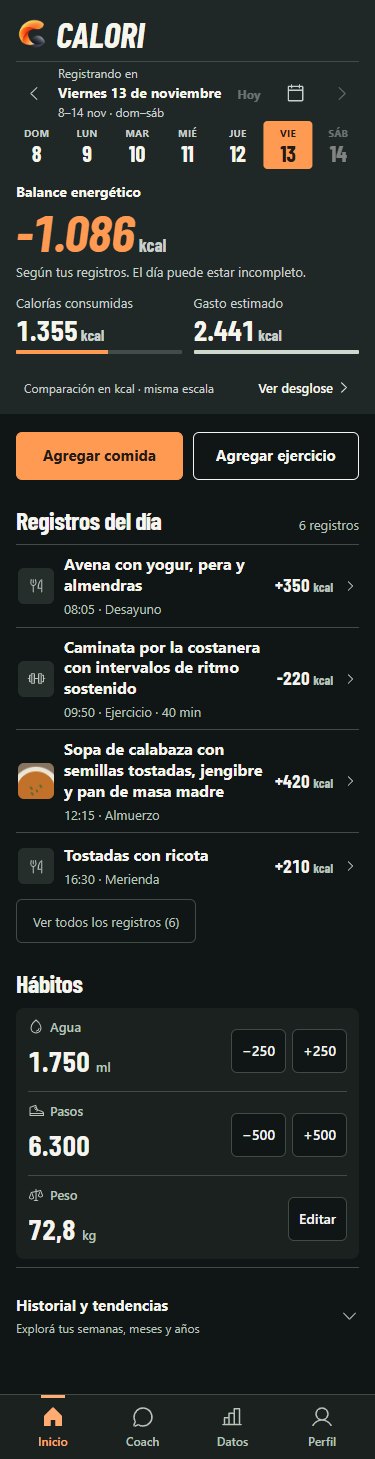 CALORI
Registrando en
Viernes 13 de noviembre
Hoy
8–14 nov · dom–sáb
DOM LUN MAR MIÉ JUE VIE SÁB
8 9 10 11 12 13 14
Balance energético
-1.086 kcal
Según tus registros. El día puede estar incompleto.
Calorías consumidas Gasto estimado
1.355 kcal 2.441 kcal
Comparación en kcal · misma escala Ver desglose
Agregar comida Agregar ejercicio
Registros del día 6 registros
Avena con yogur, pera y
almendras
+350 kcal
08:05 · Desayuno
Caminata por la costanera
con intervalos de ritmo
sostenido
-220 kcal
09:50 · Ejercicio · 40 min
Sopa de calabaza con
semillas tostadas, jengibre
y pan de masa madre
+420 kcal
12:15 · Almuerzo
Tostadas con ricota
+210 kcal
16:30 · Merienda
Ver todos los registros (6)
Hábitos
Agua
1.750 ml
−250 +250
Pasos
6.300
−500 +500
Peso
72,8 kg
Editar
Historial y tendencias
Explorá tus semanas, meses y años
Inicio Coach Datos Perfil